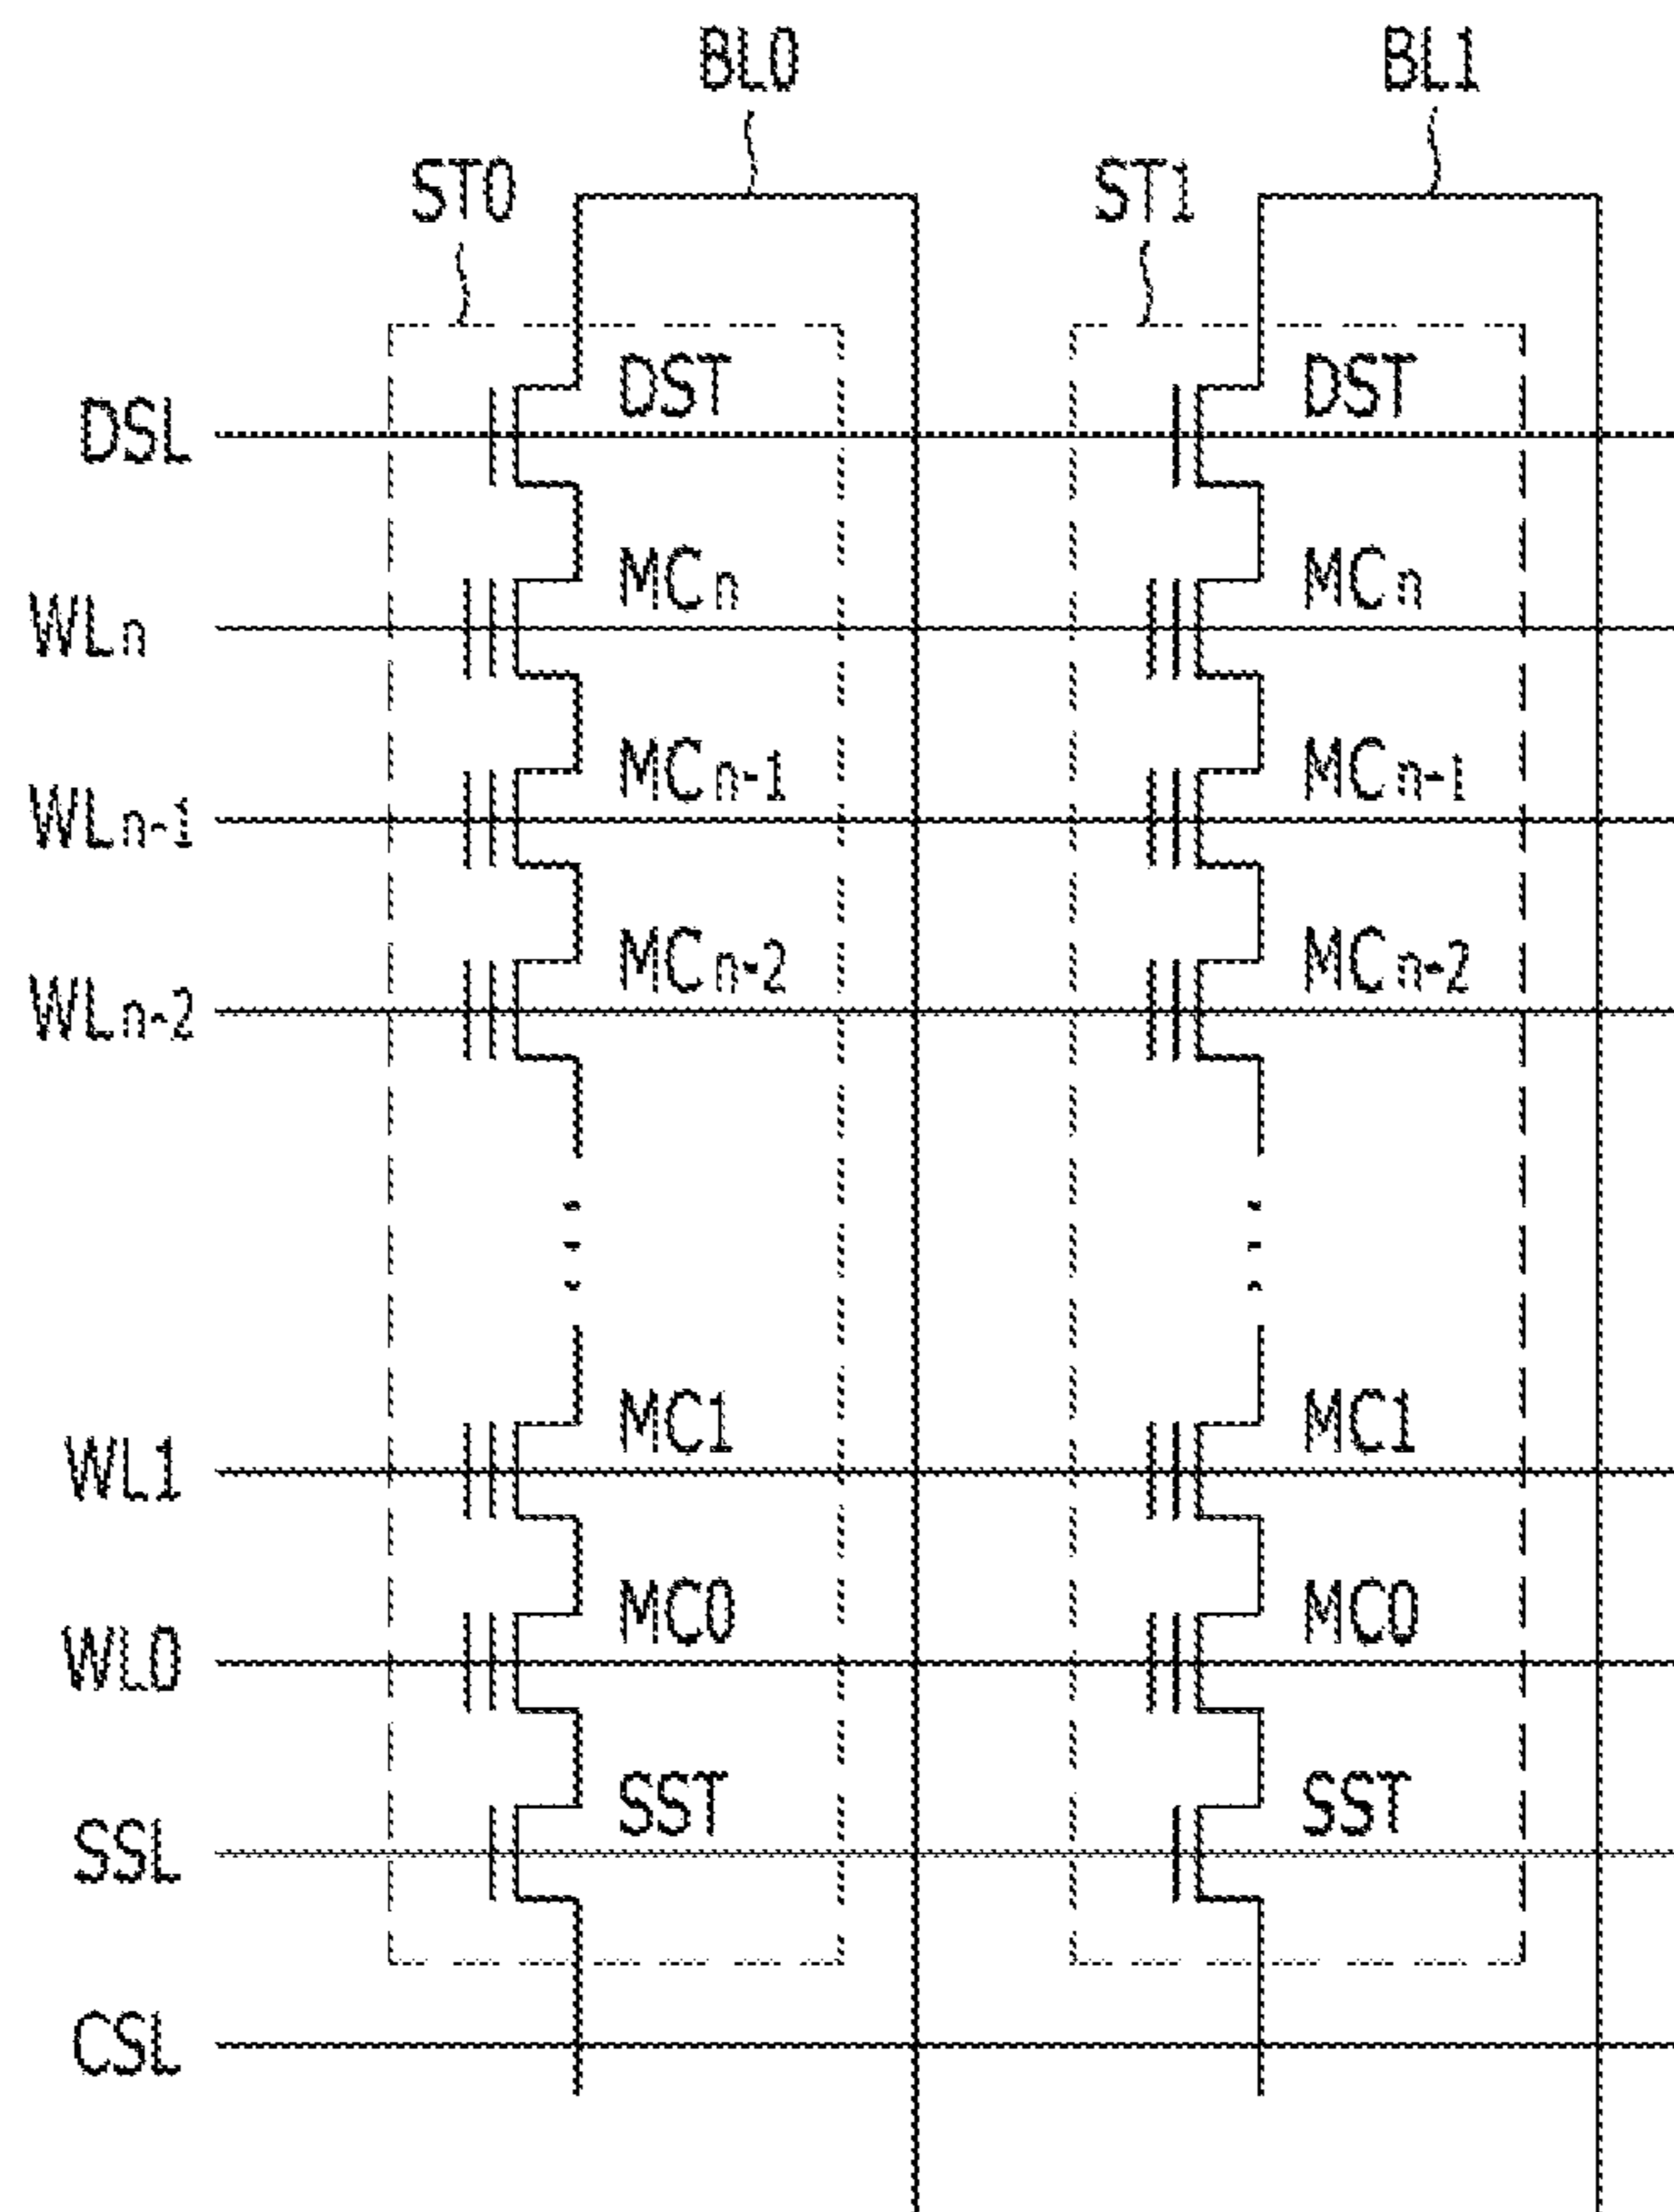 BL0 BL1
ST0 ST1
DSL DST DST
WLn MCn MCn
WLn-1 MCn-1 MCn-1
WLn-2 MCn-2 MCn-2
WL1 MC1 MC1
WL0 MC0 MC0
SSL SST SST
CSL